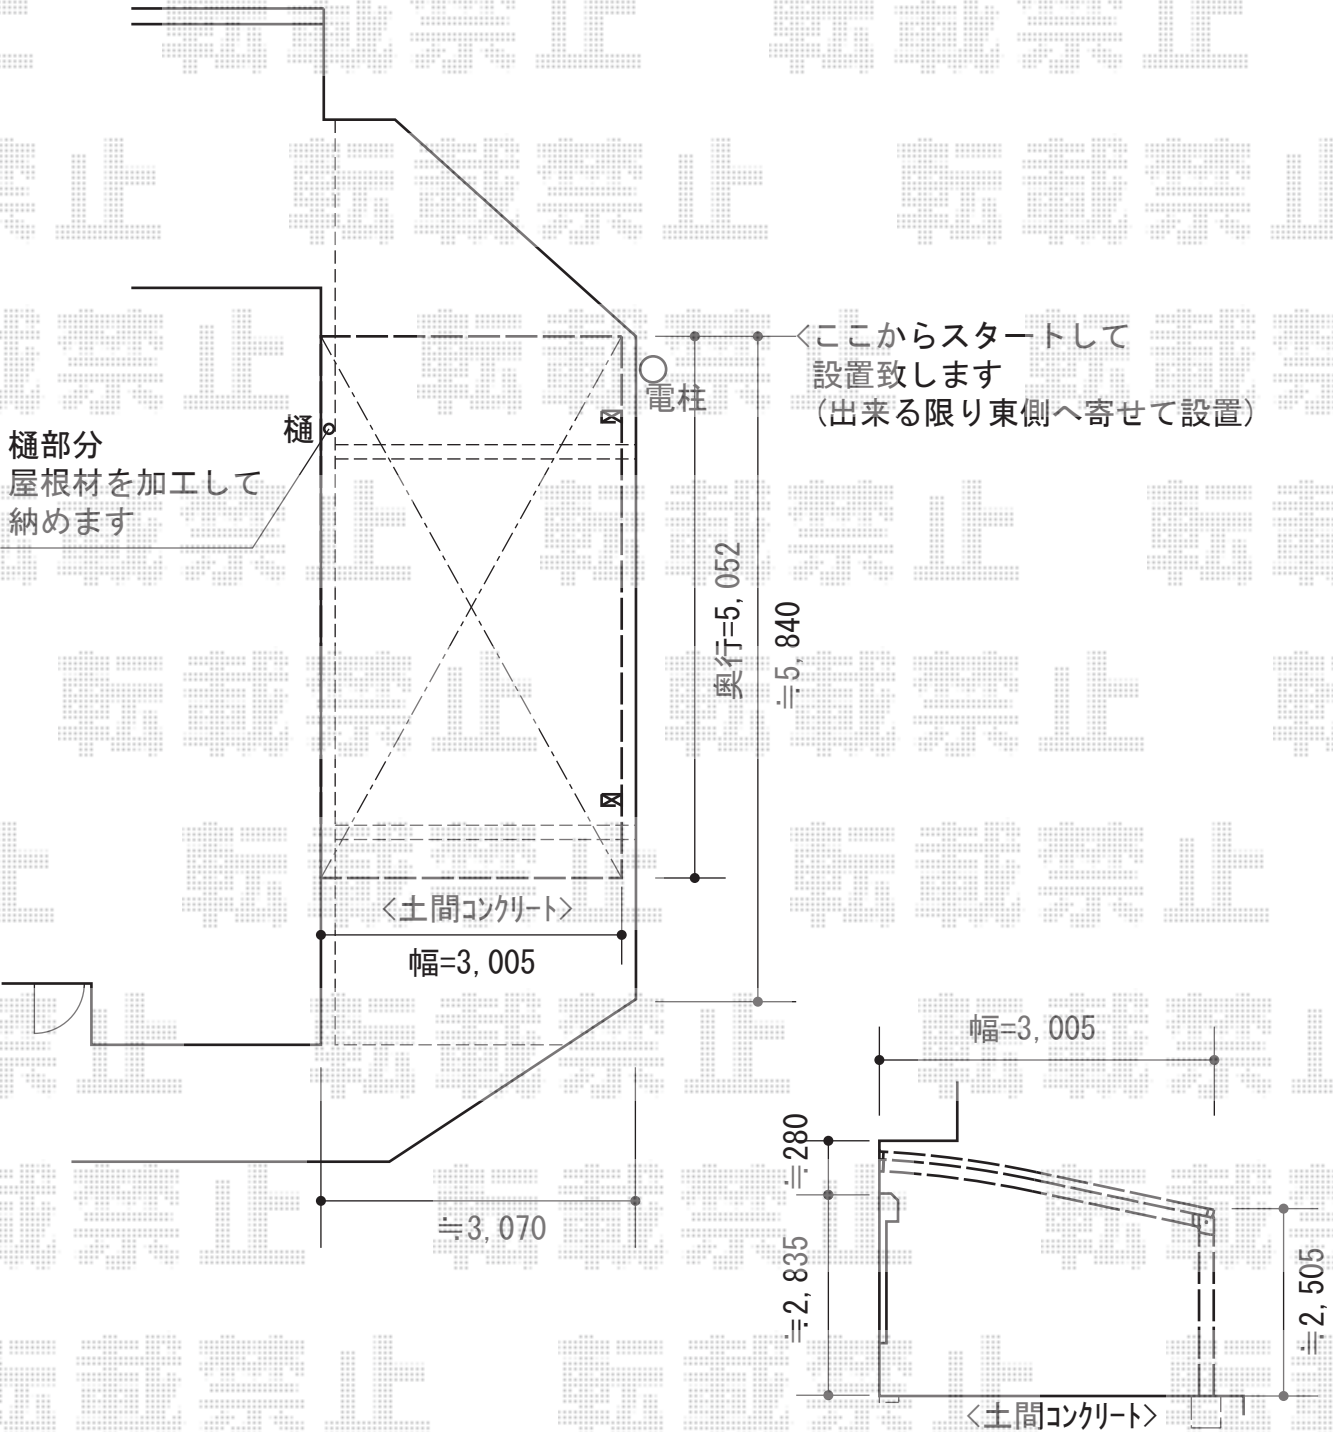 <ここからスタートして
設置致します
(出来る限り東側へ寄せて設置)
電柱
樋
樋部分
屋根材を加工して
納めます
奥行=5,052
≒5,840
<土間コンクリート>
幅=3,005
≒3,070
幅=3,005
≒280
≒2,835
≒2,505
<土間コンクリート>
転載禁止